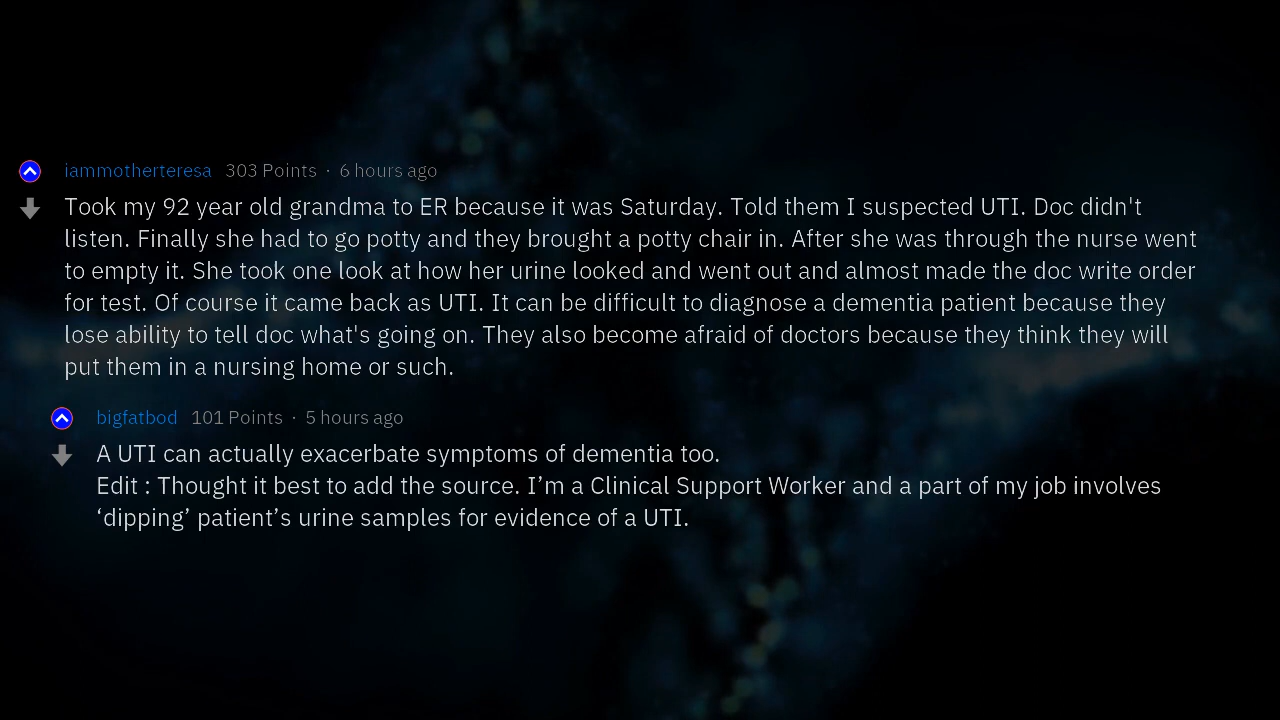 iammotherteresa 303 Points · 6 hours ago
Took my 92 year old grandma to ER because it was Saturday. Told them I suspected UTI. Doc didn't
listen. Finally she had to go potty and they brought a potty chair in. After she was through the nurse went
to empty it. She took one look at how her urine looked and went out and almost made the doc write order
for test. Of course it came back as UTI. It can be difficult to diagnose a dementia patient because they
lose ability to tell doc what's going on. They also become afraid of doctors because they think they will
put them in a nursing home or such.
bigfatbod 101 Points · 5 hours ago
A UTI can actually exacerbate symptoms of dementia too.
Edit : Thought it best to add the source. I’m a Clinical Support Worker and a part of my job involves
‘dipping’ patient’s urine samples for evidence of a UTI.